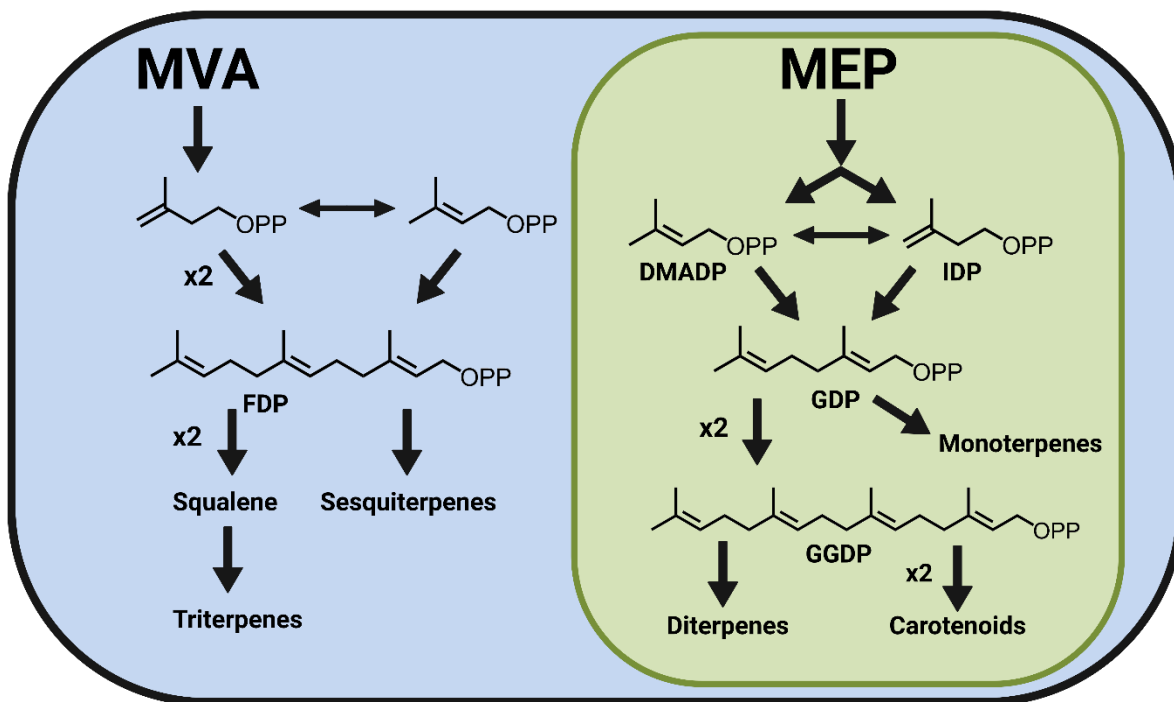 MVA
OPP
OPP
x2
OPP
FDP
x2
Squalene
Sesquiterpenes
Triterpenes
MEP
OPP
DMADP
OPP
IDP
OPP
GDP
x2
Monoterpenes
OPP
GGDP
x2
Diterpenes
Carotenoids